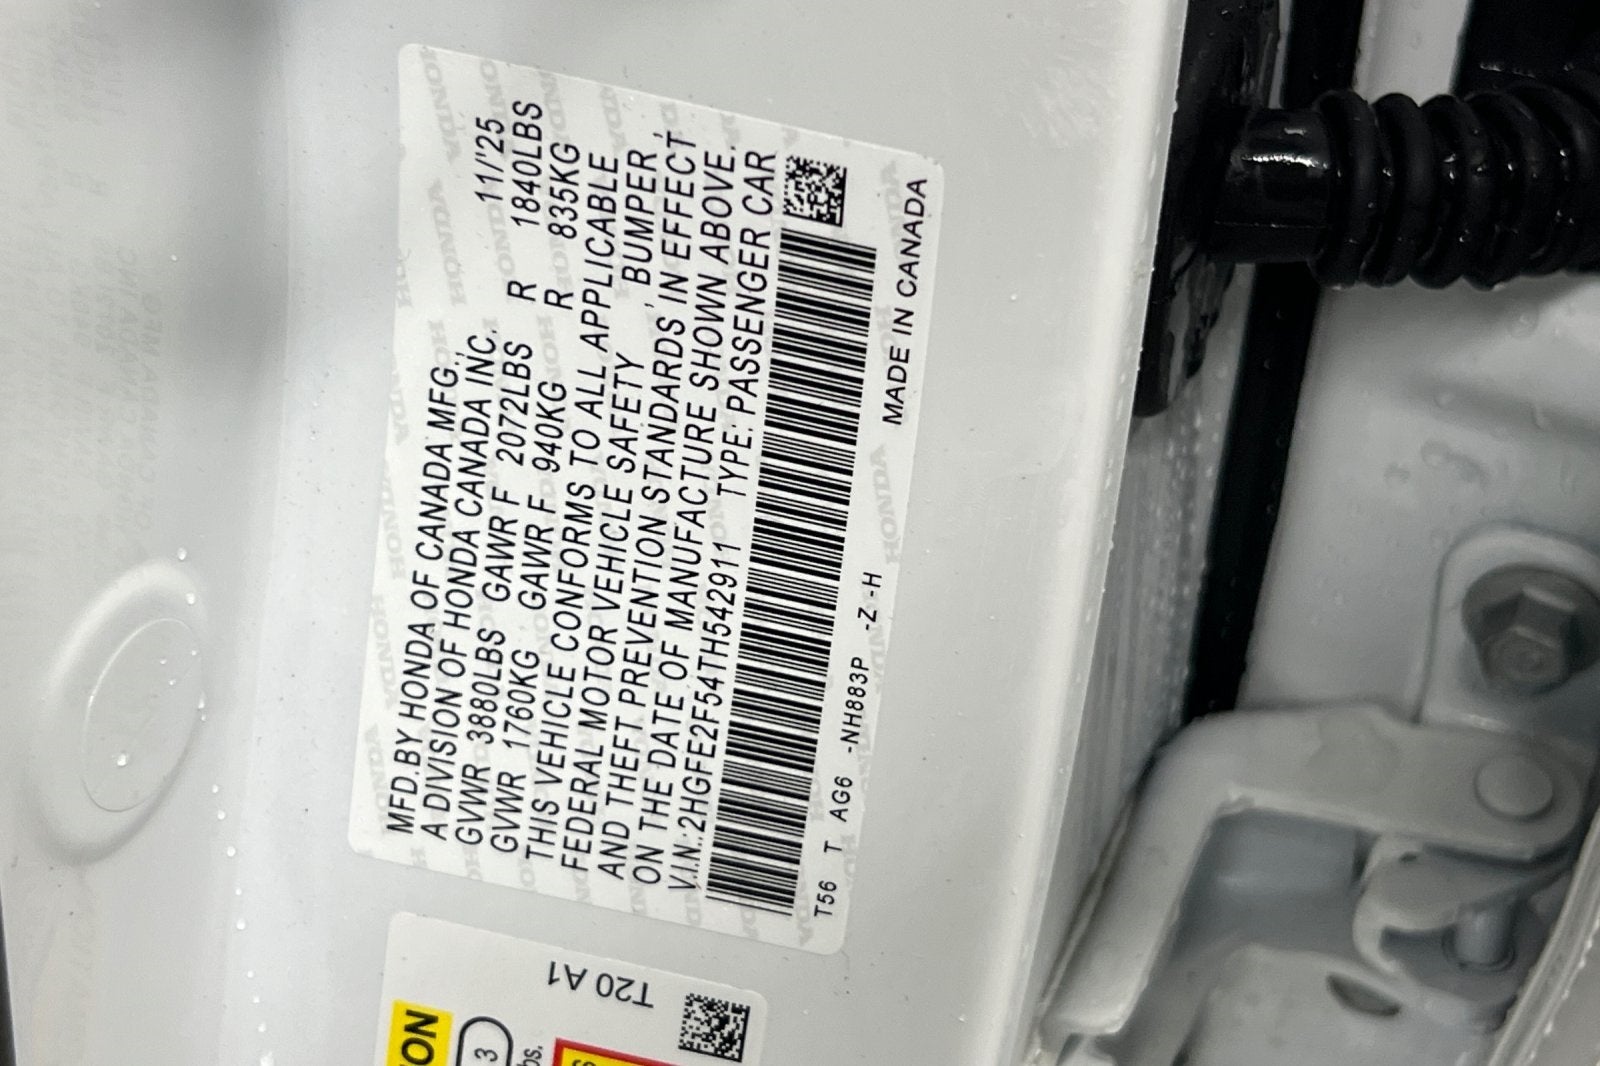 MFD.BY HONDA OF CANADA MFG.,
A DIVISION OF HONDA CANADA INC. 11/'25
GVWR 3880LBS GAWR F 2072LBS R 1840LBS
GVWR 1760KG GAWR F 940KG R 835KG
THIS VEHICLE CONFORMS TO ALL APPLICABLE
FEDERAL MOTOR VEHICLE SAFETY , BUMPER ,
AND THEFT PREVENTION STANDARDS IN EFFECT
ON THE DATE OF MANUFACTURE SHOWN ABOVE.
V.I.N.:2HGFE2F54TH542911 TYPE: PASSENGER CAR
T56 T AG6 -NH883P -Z -H MADE IN CANADA
T20 A1
3